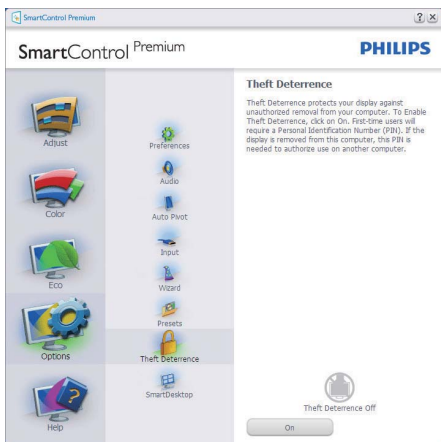 SmartControl Premium
SmartControl Premium
PHILIPS
Adjust
Color
Eco
Options
Help
Preferences
Audio
Auto Pivot
Input
Wizard
Presets
Theft Deterrence
SmartDesktop
Theft Deterrence
Theft Deterrence protects your display against
unauthorized removal from your computer. To Enable
Theft Deterrence, click on On. First-time users will
require a Personal Identification Number (PIN). If the
display is removed from this computer, this PIN is
needed to authorize use on another computer.
Theft Deterrence Off
On